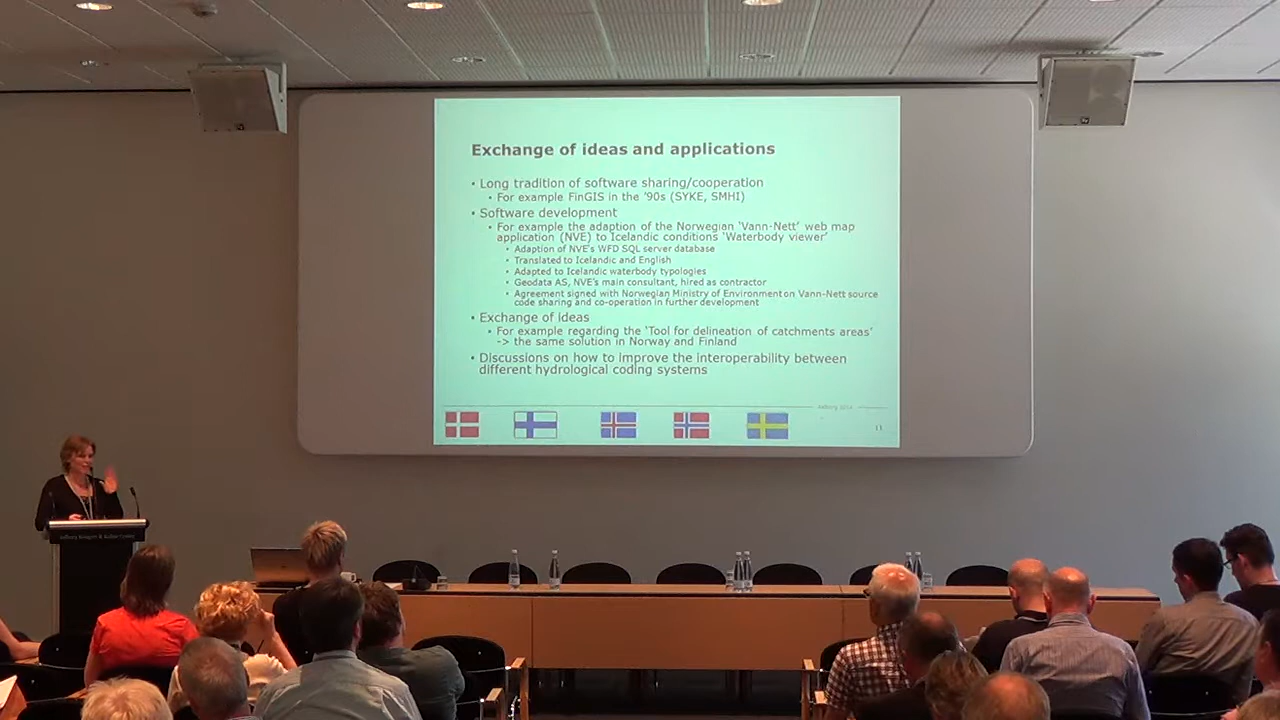 Exchange of ideas and applications
• Long tradition of software sharing/cooperation
• For example FinGIS in the '90s (SYKE, SMHI)
• Software development
• For example the adaption of the Norwegian 'Vann-Nett' web map
application (NVE) to Icelandic conditions 'Waterbody viewer'
• Adaption of NVE's WFD SQL server database
• Translated to Icelandic and English
• Adapted to Icelandic waterbody typologies
• Geodata AS, NVE's main consultant, hired as contractor
• Agreement signed with Norwegian Ministry of Environment on Vann-Nett source
code sharing and co-operation in further development
• Exchange of ideas
• For example regarding the 'Tool for delineation of catchments areas'
-> the same solution in Norway and Finland
• Discussions on how to improve the interoperability between
different hydrological coding systems
11